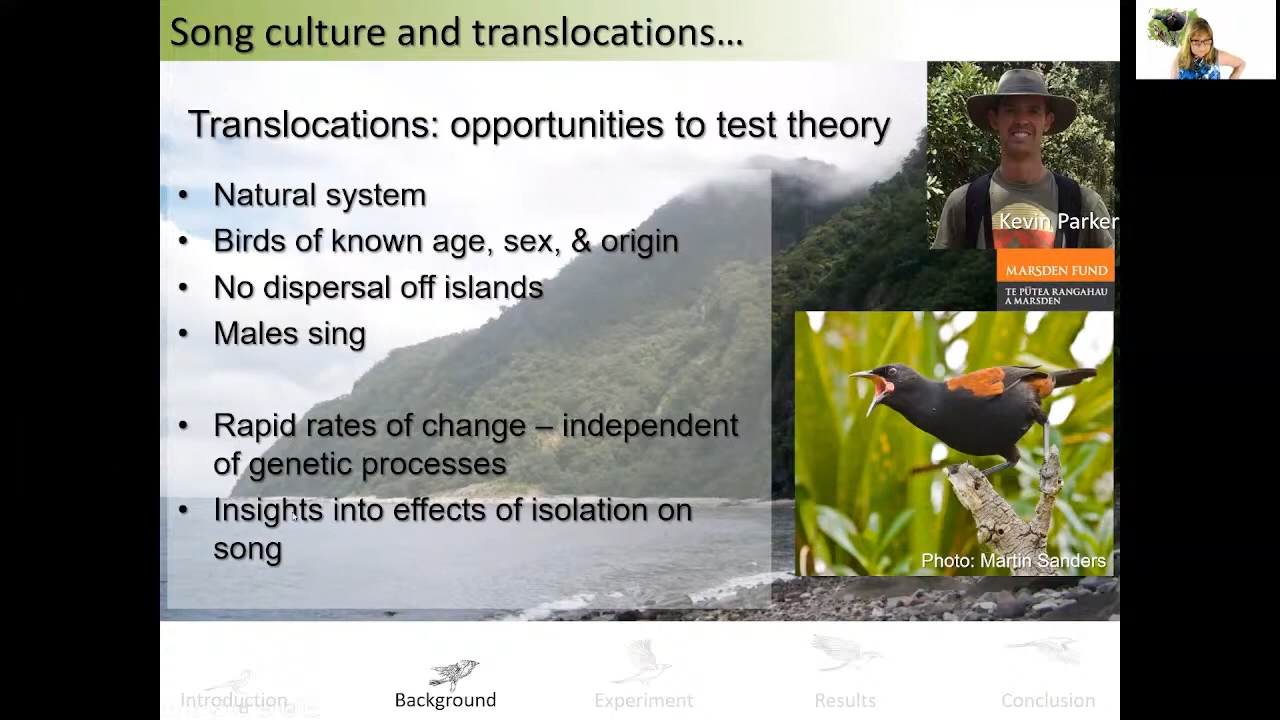 Song culture and translocations…
Translocations: opportunities to test theory
• Natural system
• Birds of known age, sex, & origin
• No dispersal off islands
• Males sing
• Rapid rates of change – independent
of genetic processes
• Insights into effects of isolation on
song
Kevin Parker
MARSDEN FUND
TE PŪTEA RANGAHAU
A MARSDEN
Photo: Martin Sanders
Introduction
Background
Experiment
Results
Conclusion